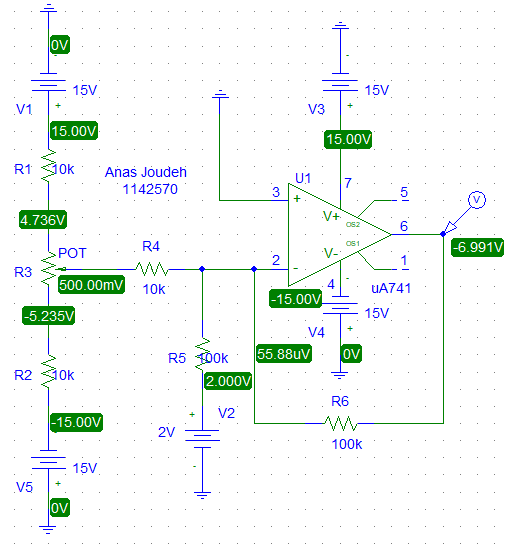 0V
-
15V
V1
+
15.00V
R1
10k
4.736V
POT
R3
500.00mV
-5.235V
R2
10k
-15.00V
15V
V5
+
0V
Anas Joudeh
1142570
R4
10k
R5
100k
2.000V
+
V2
2V
-
-
15V
V3
+
15.00V
U1
7
3
+
V+
5
OS2
6
OS1
V-
2
-
4
1
uA741
-15.00V
-
15V
V4
+
0V
55.88uV
R6
100k
V
-6.991V